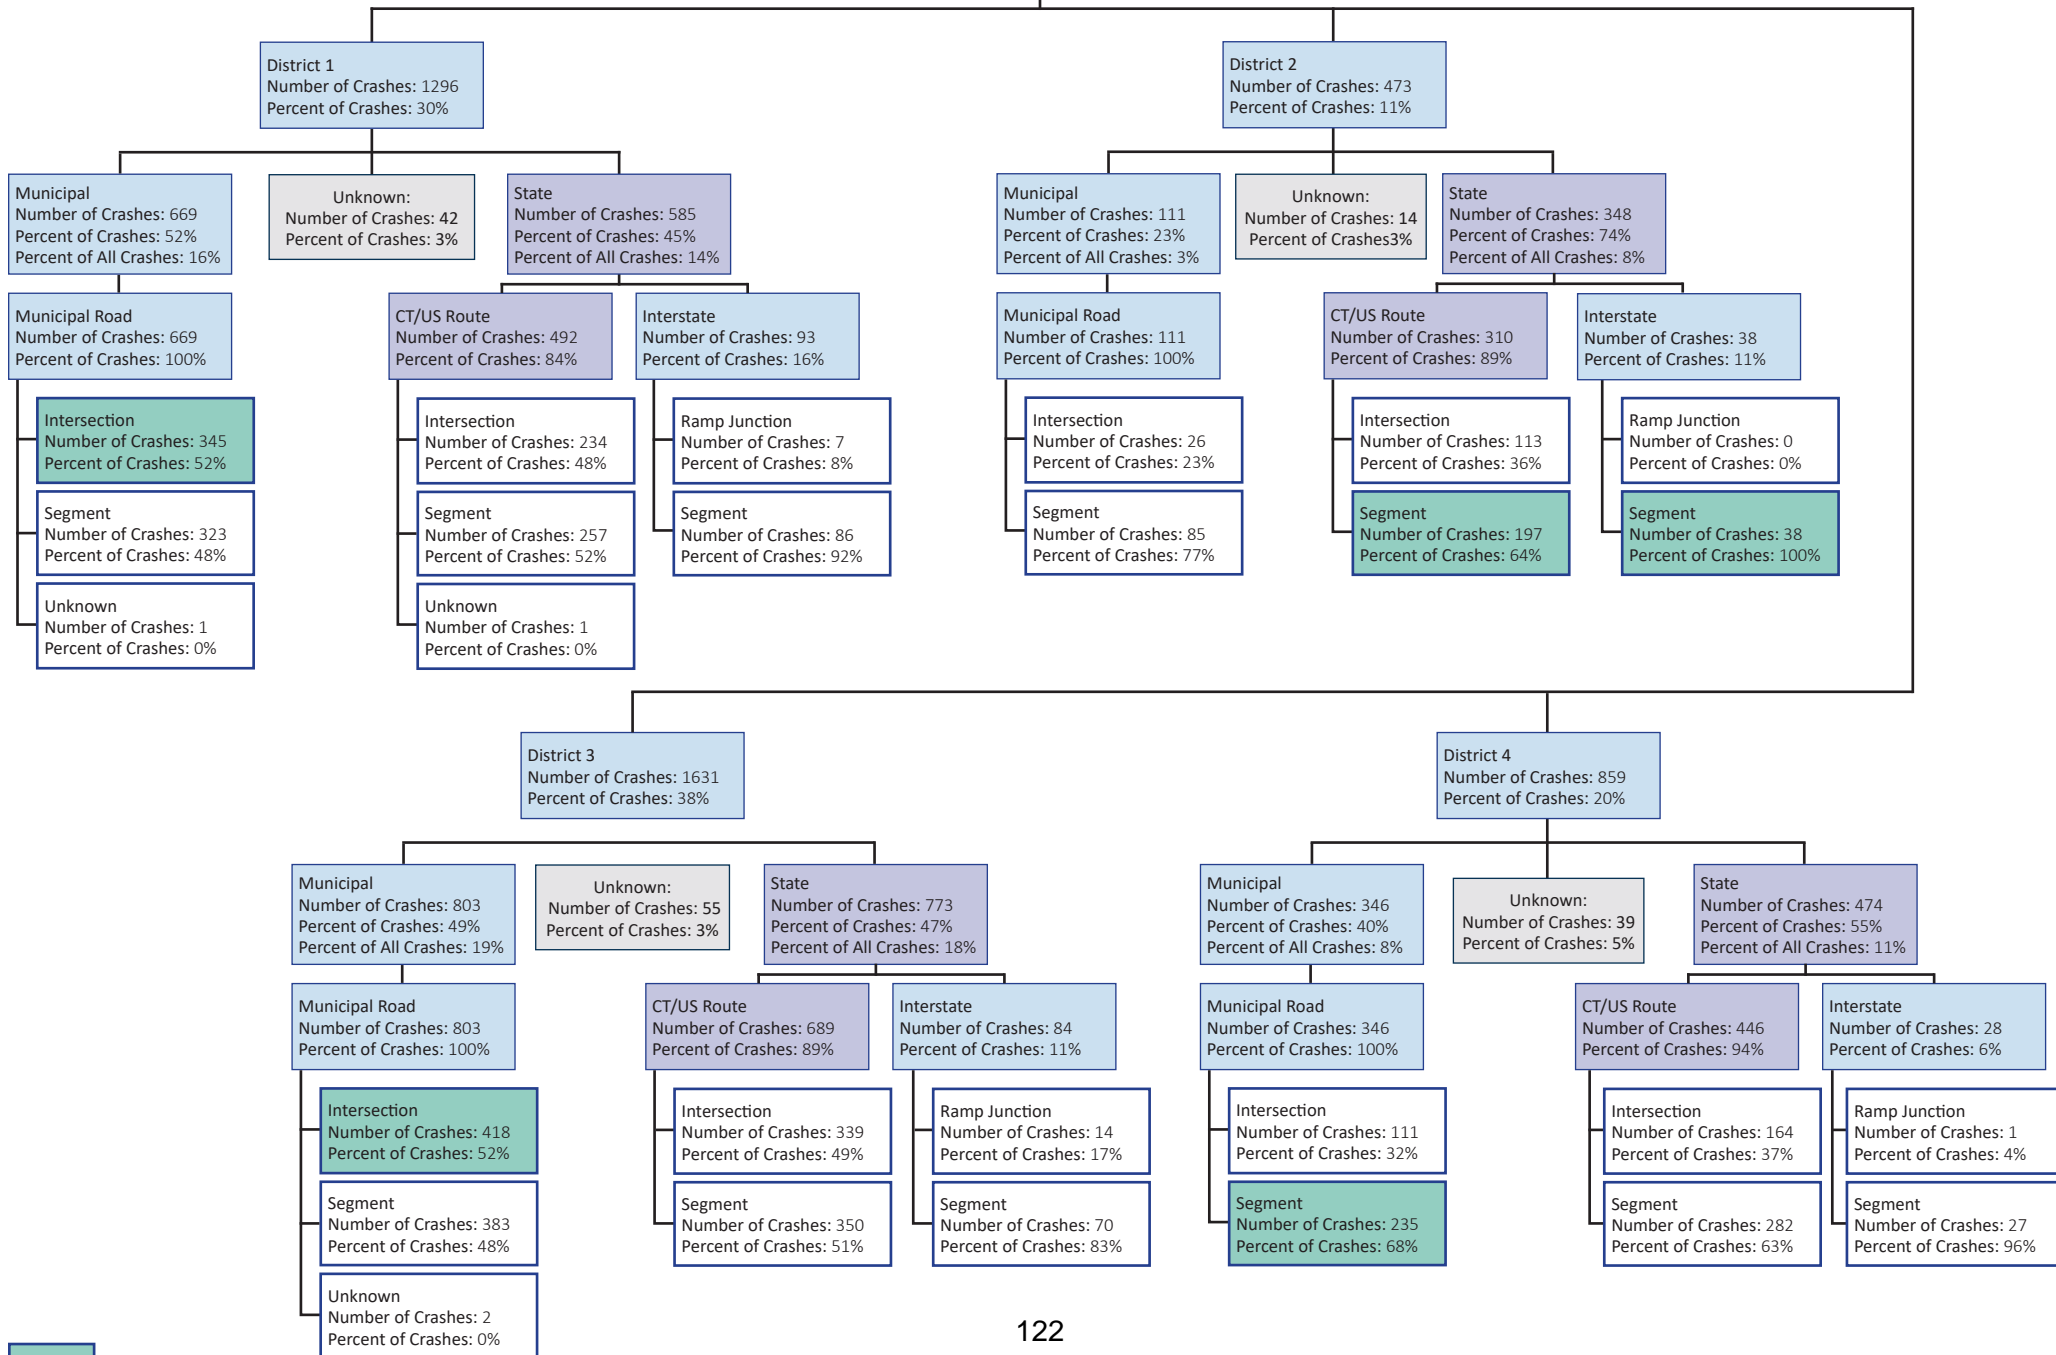 District 1
Number of Crashes: 1296
Percent of Crashes: 30%
District 2
Number of Crashes: 473
Percent of Crashes: 11%
Municipal
Number of Crashes: 669
Percent of Crashes: 52%
Percent of All Crashes: 16%
Unknown:
Number of Crashes: 42
Percent of Crashes: 3%
State
Number of Crashes: 585
Percent of Crashes: 45%
Percent of All Crashes: 14%
Municipal
Number of Crashes: 111
Percent of Crashes: 23%
Percent of All Crashes: 3%
Unknown:
Number of Crashes: 14
Percent of Crashes3%
State
Number of Crashes: 348
Percent of Crashes: 74%
Percent of All Crashes: 8%
Municipal Road
Number of Crashes: 669
Percent of Crashes: 100%
CT/US Route
Number of Crashes: 492
Percent of Crashes: 84%
Interstate
Number of Crashes: 93
Percent of Crashes: 16%
Municipal Road
Number of Crashes: 111
Percent of Crashes: 100%
CT/US Route
Number of Crashes: 310
Percent of Crashes: 89%
Interstate
Number of Crashes: 38
Percent of Crashes: 11%
Intersection
Number of Crashes: 345
Percent of Crashes: 52%
Intersection
Number of Crashes: 234
Percent of Crashes: 48%
Ramp Junction
Number of Crashes: 7
Percent of Crashes: 8%
Intersection
Number of Crashes: 26
Percent of Crashes: 23%
Intersection
Number of Crashes: 113
Percent of Crashes: 36%
Ramp Junction
Number of Crashes: 0
Percent of Crashes: 0%
Segment
Number of Crashes: 323
Percent of Crashes: 48%
Segment
Number of Crashes: 257
Percent of Crashes: 52%
Segment
Number of Crashes: 86
Percent of Crashes: 92%
Segment
Number of Crashes: 85
Percent of Crashes: 77%
Segment
Number of Crashes: 197
Percent of Crashes: 64%
Segment
Number of Crashes: 38
Percent of Crashes: 100%
Unknown
Number of Crashes: 1
Percent of Crashes: 0%
Unknown
Number of Crashes: 1
Percent of Crashes: 0%
District 3
Number of Crashes: 1631
Percent of Crashes: 38%
District 4
Number of Crashes: 859
Percent of Crashes: 20%
Municipal
Number of Crashes: 803
Percent of Crashes: 49%
Percent of All Crashes: 19%
Unknown:
Number of Crashes: 55
Percent of Crashes: 3%
State
Number of Crashes: 773
Percent of Crashes: 47%
Percent of All Crashes: 18%
Municipal
Number of Crashes: 346
Percent of Crashes: 40%
Percent of All Crashes: 8%
Unknown:
Number of Crashes: 39
Percent of Crashes: 5%
State
Number of Crashes: 474
Percent of Crashes: 55%
Percent of All Crashes: 11%
Municipal Road
Number of Crashes: 803
Percent of Crashes: 100%
CT/US Route
Number of Crashes: 689
Percent of Crashes: 89%
Interstate
Number of Crashes: 84
Percent of Crashes: 11%
Municipal Road
Number of Crashes: 346
Percent of Crashes: 100%
CT/US Route
Number of Crashes: 446
Percent of Crashes: 94%
Interstate
Number of Crashes: 28
Percent of Crashes: 6%
Intersection
Number of Crashes: 418
Percent of Crashes: 52%
Intersection
Number of Crashes: 339
Percent of Crashes: 49%
Ramp Junction
Number of Crashes: 14
Percent of Crashes: 17%
Intersection
Number of Crashes: 111
Percent of Crashes: 32%
Intersection
Number of Crashes: 164
Percent of Crashes: 37%
Ramp Junction
Number of Crashes: 1
Percent of Crashes: 4%
Segment
Number of Crashes: 383
Percent of Crashes: 48%
Segment
Number of Crashes: 350
Percent of Crashes: 51%
Segment
Number of Crashes: 70
Percent of Crashes: 83%
Segment
Number of Crashes: 235
Percent of Crashes: 68%
Segment
Number of Crashes: 282
Percent of Crashes: 63%
Segment
Number of Crashes: 27
Percent of Crashes: 96%
Unknown
Number of Crashes: 2
Percent of Crashes: 0%
122